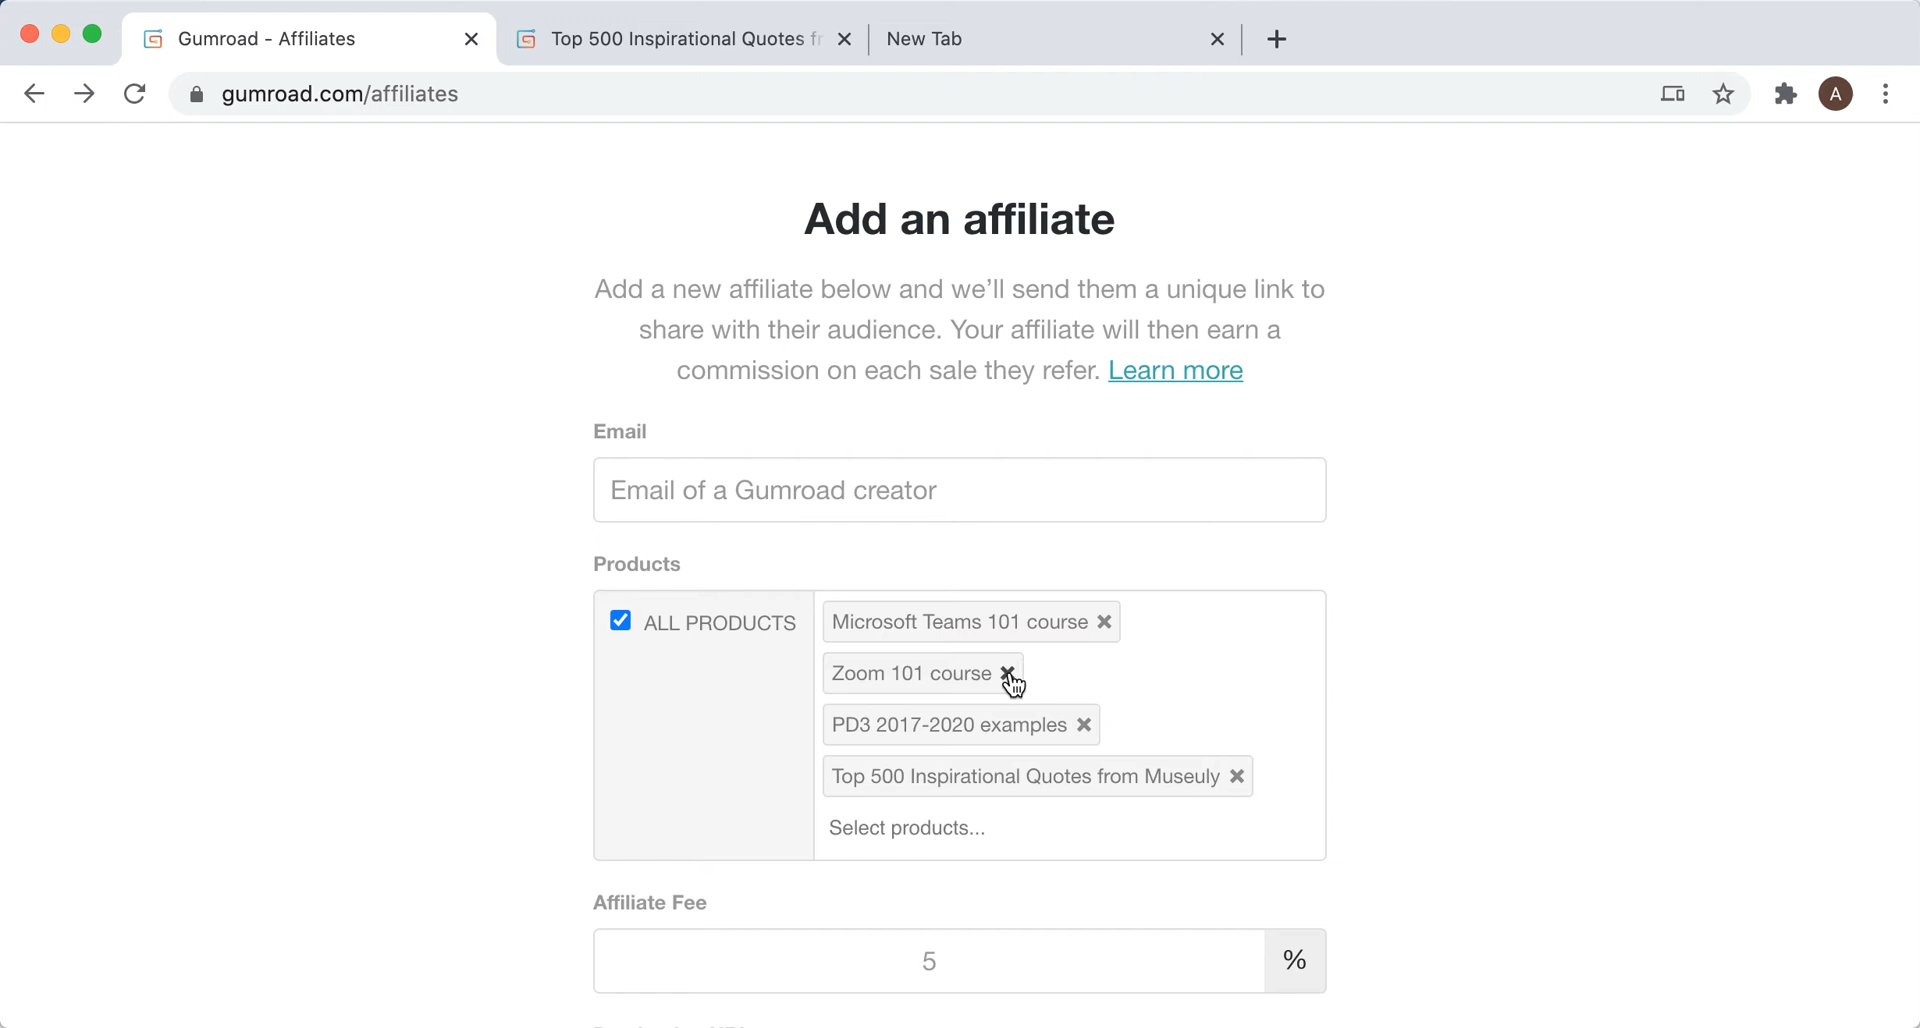 Gumroad - Affiliates
Top 500 Inspirational Quotes fr
New Tab
gumroad.com/affiliates
A
Add an affiliate
Add a new affiliate below and we'll send them a unique link to
share with their audience. Your affiliate will then earn a
commission on each sale they refer. Learn more
Email
Email of a Gumroad creator
Products
ALL PRODUCTS
Microsoft Teams 101 course
Zoom 101 course
PD3 2017-2020 examples
Top 500 Inspirational Quotes from Museuly
Select products...
Affiliate Fee
5
%